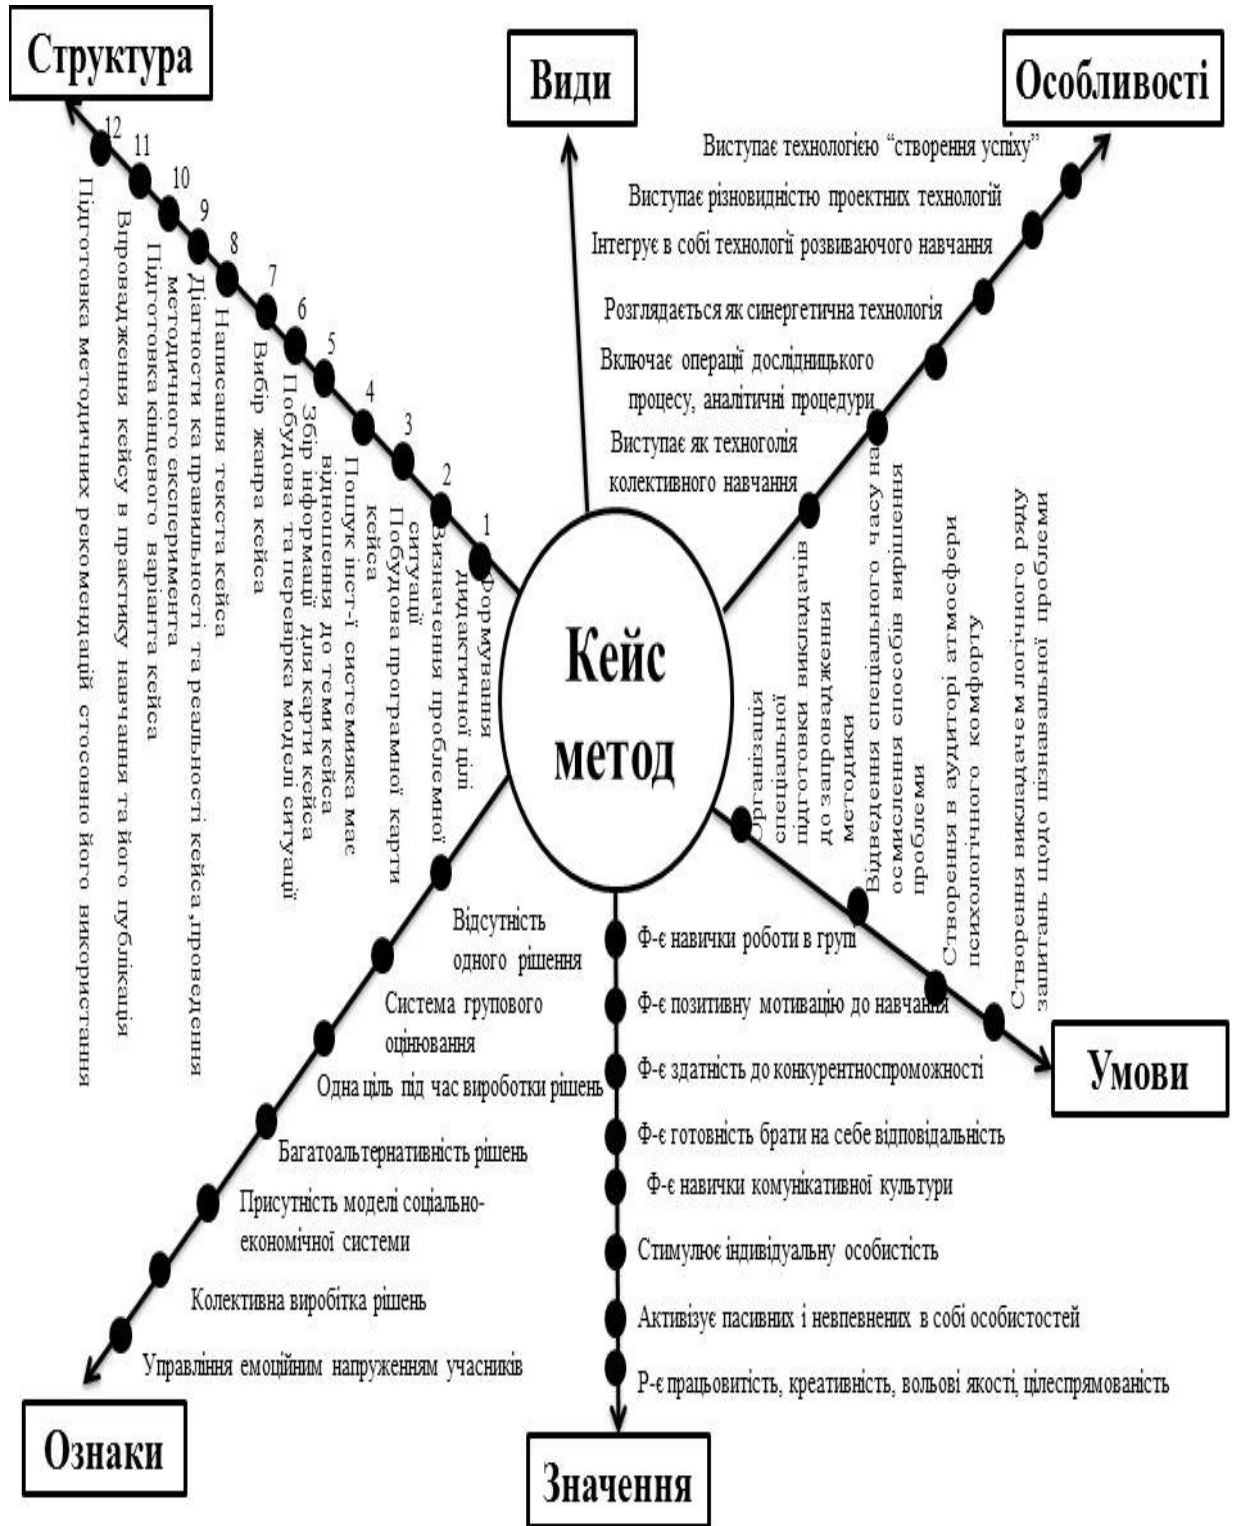 Структура
Види
Особливості
12
11
10
9
8
7
6
5
4
3
2
1
Підготовка методичних рекомендацій стосовно його використання
Впровадження кейсу в практику навчання та його публікація
Підготовка кінцевого варіанта кейса
Діагности ка правильності та реальності кейса ,проведення
методичного експеримента
Написання текста кейса
Вибір жанра кейса
Побудова та перевірка моделі ситуації
Збір інформації для карти кейса
Пошук інст-ї системияка має
відношення до теми кейса
Побудова програмної карти
кейса
Визначення проблемної
ситуації
Формування
дидактичної цілі
Виступає технологією “створення успіху”
Виступає різновидністю проектних технологій
Інтегрує в собі технології розвиваючого навчання
Розглядається як синергетична технологія
Включає операції дослідницького
процесу, аналітичні процедури
Виступає як техноголія
колективного навчання
Кейс
метод
Організація
спеціальної
підготовки викладачів
до запровадження
методики
Відведення спеціального часу на
осмислення способів вирішення
проблеми
Створення в аудиторі атмосфери
психологічного комфорту
Створення викладачем логічного ряду
запитань щодо пізнавальної проблеми
Умови
Відсутність
одного рішення
Система групового
оцінювання
Одна ціль під час вироботки рішень
Багатоальтернативність рішень
Присутність моделі соціально-
економічної системи
Колективна виробітка рішень
Управління емоційним напруженням учасників
Ознаки
Ф-є навички роботи в групі
Ф-є позитивну мотивацію до навчання
Ф-є здатність до конкурентноспроможності
Ф-є готовність брати на себе відповідальність
Ф-є навички комунікативної культури
Стимулює індивідуальну особистість
Активізує пасивних і невпевнених в собі особистостей
Р-є працьовитість, креативність, вольові якості, цілеспрямованість
Значення